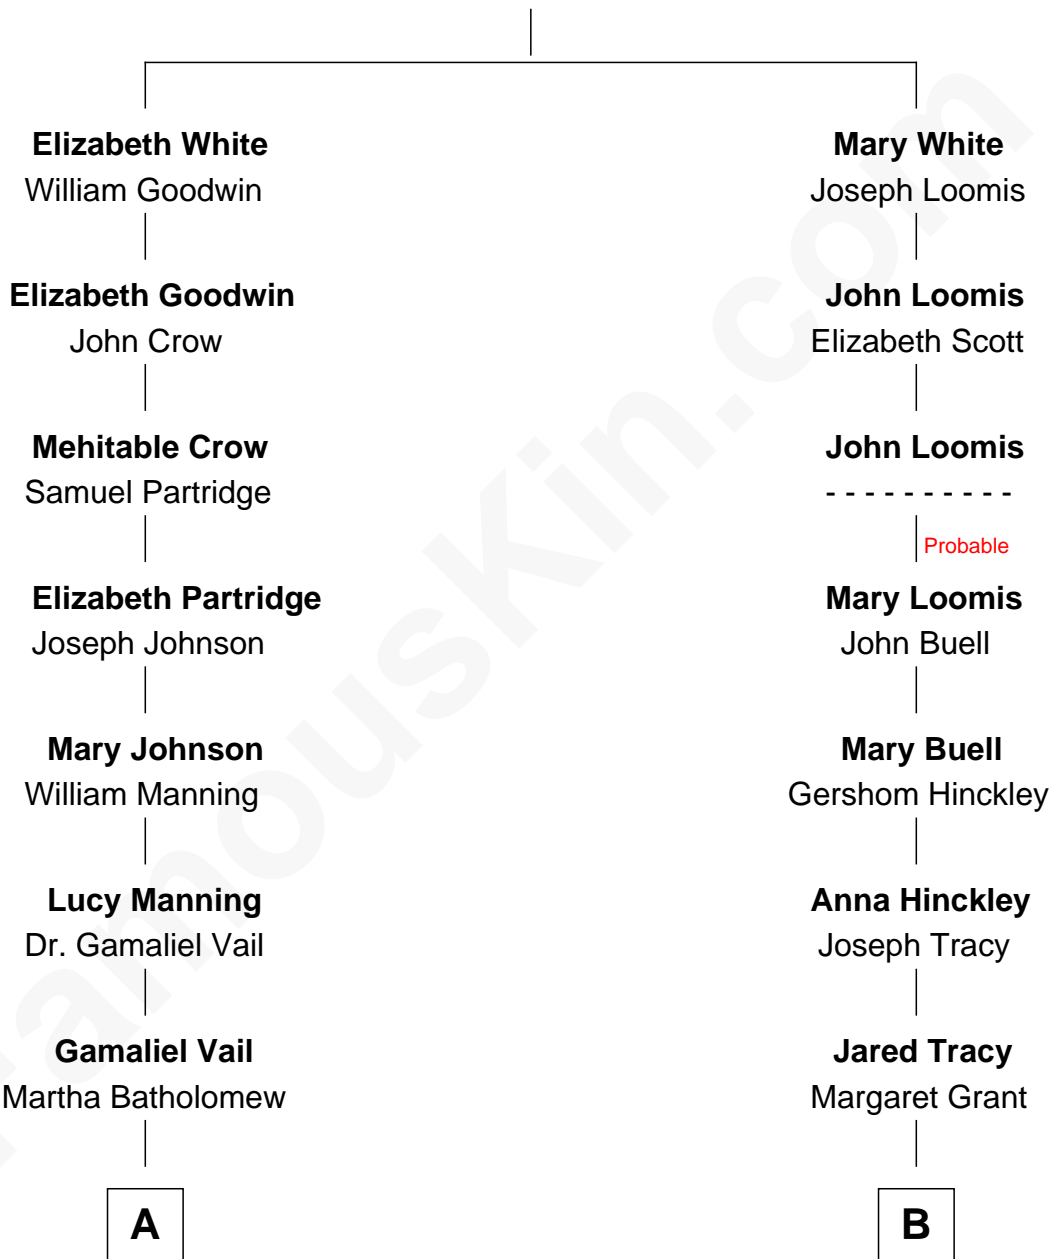 Elizabeth White
William Goodwin
Elizabeth Goodwin
John Crow
Mehitable Crow
Samuel Partridge
Elizabeth Partridge
Joseph Johnson
Mary Johnson
William Manning
Lucy Manning
Dr. Gamaliel Vail
Gamaliel Vail
Martha Batholomew
A
Mary White
Joseph Loomis
John Loomis
Elizabeth Scott
John Loomis
- - - - - - - - - -
Probable
Mary Loomis
John Buell
Mary Buell
Gershom Hinckley
Anna Hinckley
Joseph Tracy
Jared Tracy
Margaret Grant
B
FamousKin.com